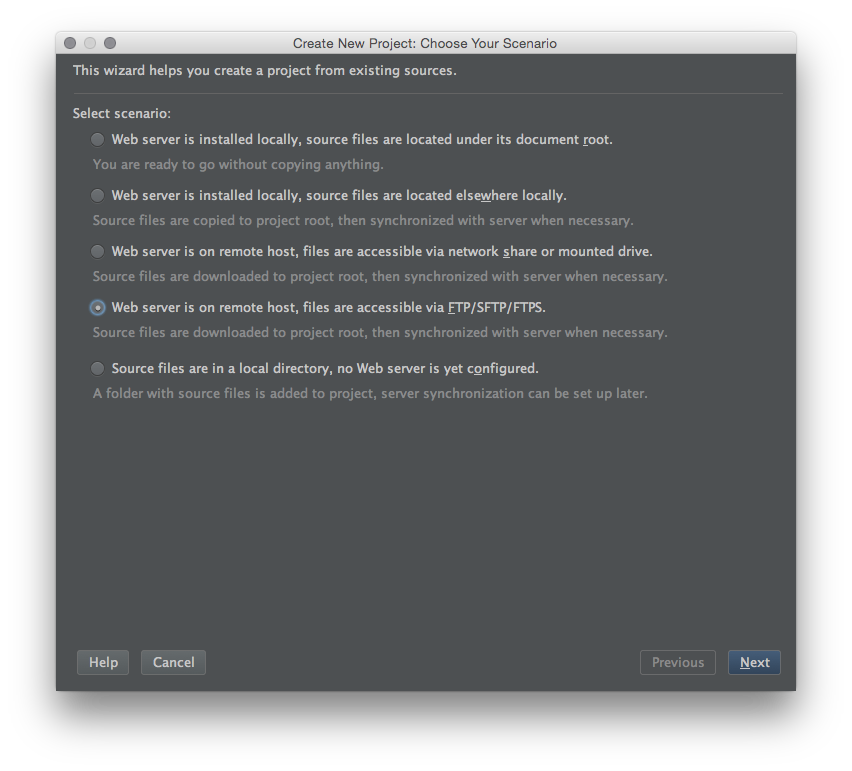 Create New Project: Choose Your Scenario
This wizard helps you create a project from existing sources.
Select scenario:
Web server is installed locally, source files are located under its document root.
You are ready to go without copying anything.
Web server is installed locally, source files are located elsewhere locally.
Source files are copied to project root, then synchronized with server when necessary.
Web server is on remote host, files are accessible via network share or mounted drive.
Source files are downloaded to project root, then synchronized with server when necessary.
Web server is on remote host, files are accessible via FTP/SFTP/FTPS.
Source files are downloaded to project root, then synchronized with server when necessary.
Source files are in a local directory, no Web server is yet configured.
A folder with source files is added to project, server synchronization can be set up later.
Help Cancel Previous Next